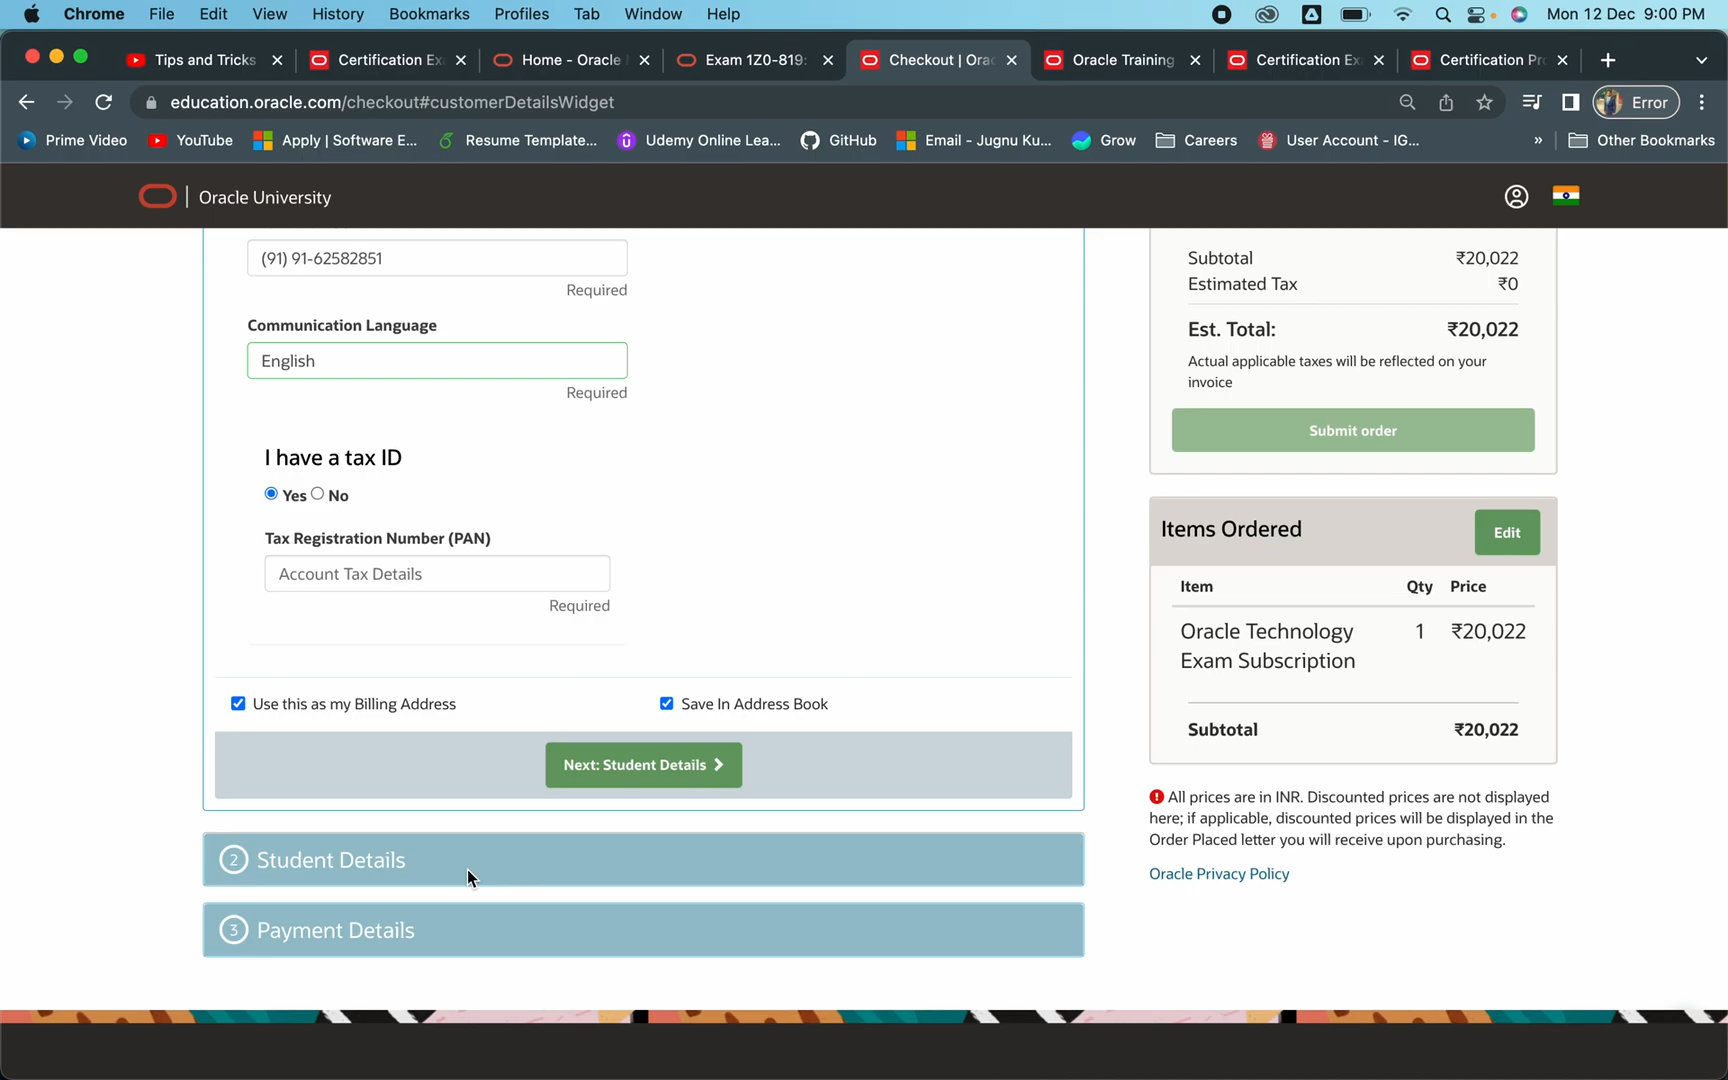 Chrome File Edit View History Bookmarks Profiles Tab Window Help Mon 12 Dec 9:00 PM
Tips and Tricks Certification Ex Home - Oracle Exam 1Z0-819: Checkout | Orac Oracle Training Certification Ex Certification Pr
education.oracle.com/checkout#customerDetailsWidget Error
Prime Video YouTube Apply | Software E... Resume Template... Udemy Online Lea... GitHub Email - Jugnu Ku... Grow Careers User Account - IG... » Other Bookmarks
Oracle University
(91) 91-62582851
Required
Communication Language
English
Required
I have a tax ID
Yes No
Tax Registration Number (PAN)
Account Tax Details
Required
Use this as my Billing Address Save In Address Book
Next: Student Details
2 Student Details
3 Payment Details
Subtotal ₹20,022
Estimated Tax ₹0
Est. Total: ₹20,022
Actual applicable taxes will be reflected on your
invoice
Submit order
Items Ordered Edit
Item Qty Price
Oracle Technology 1 ₹20,022
Exam Subscription
Subtotal ₹20,022
All prices are in INR. Discounted prices are not displayed
here; if applicable, discounted prices will be displayed in the
Order Placed letter you will receive upon purchasing.
Oracle Privacy Policy